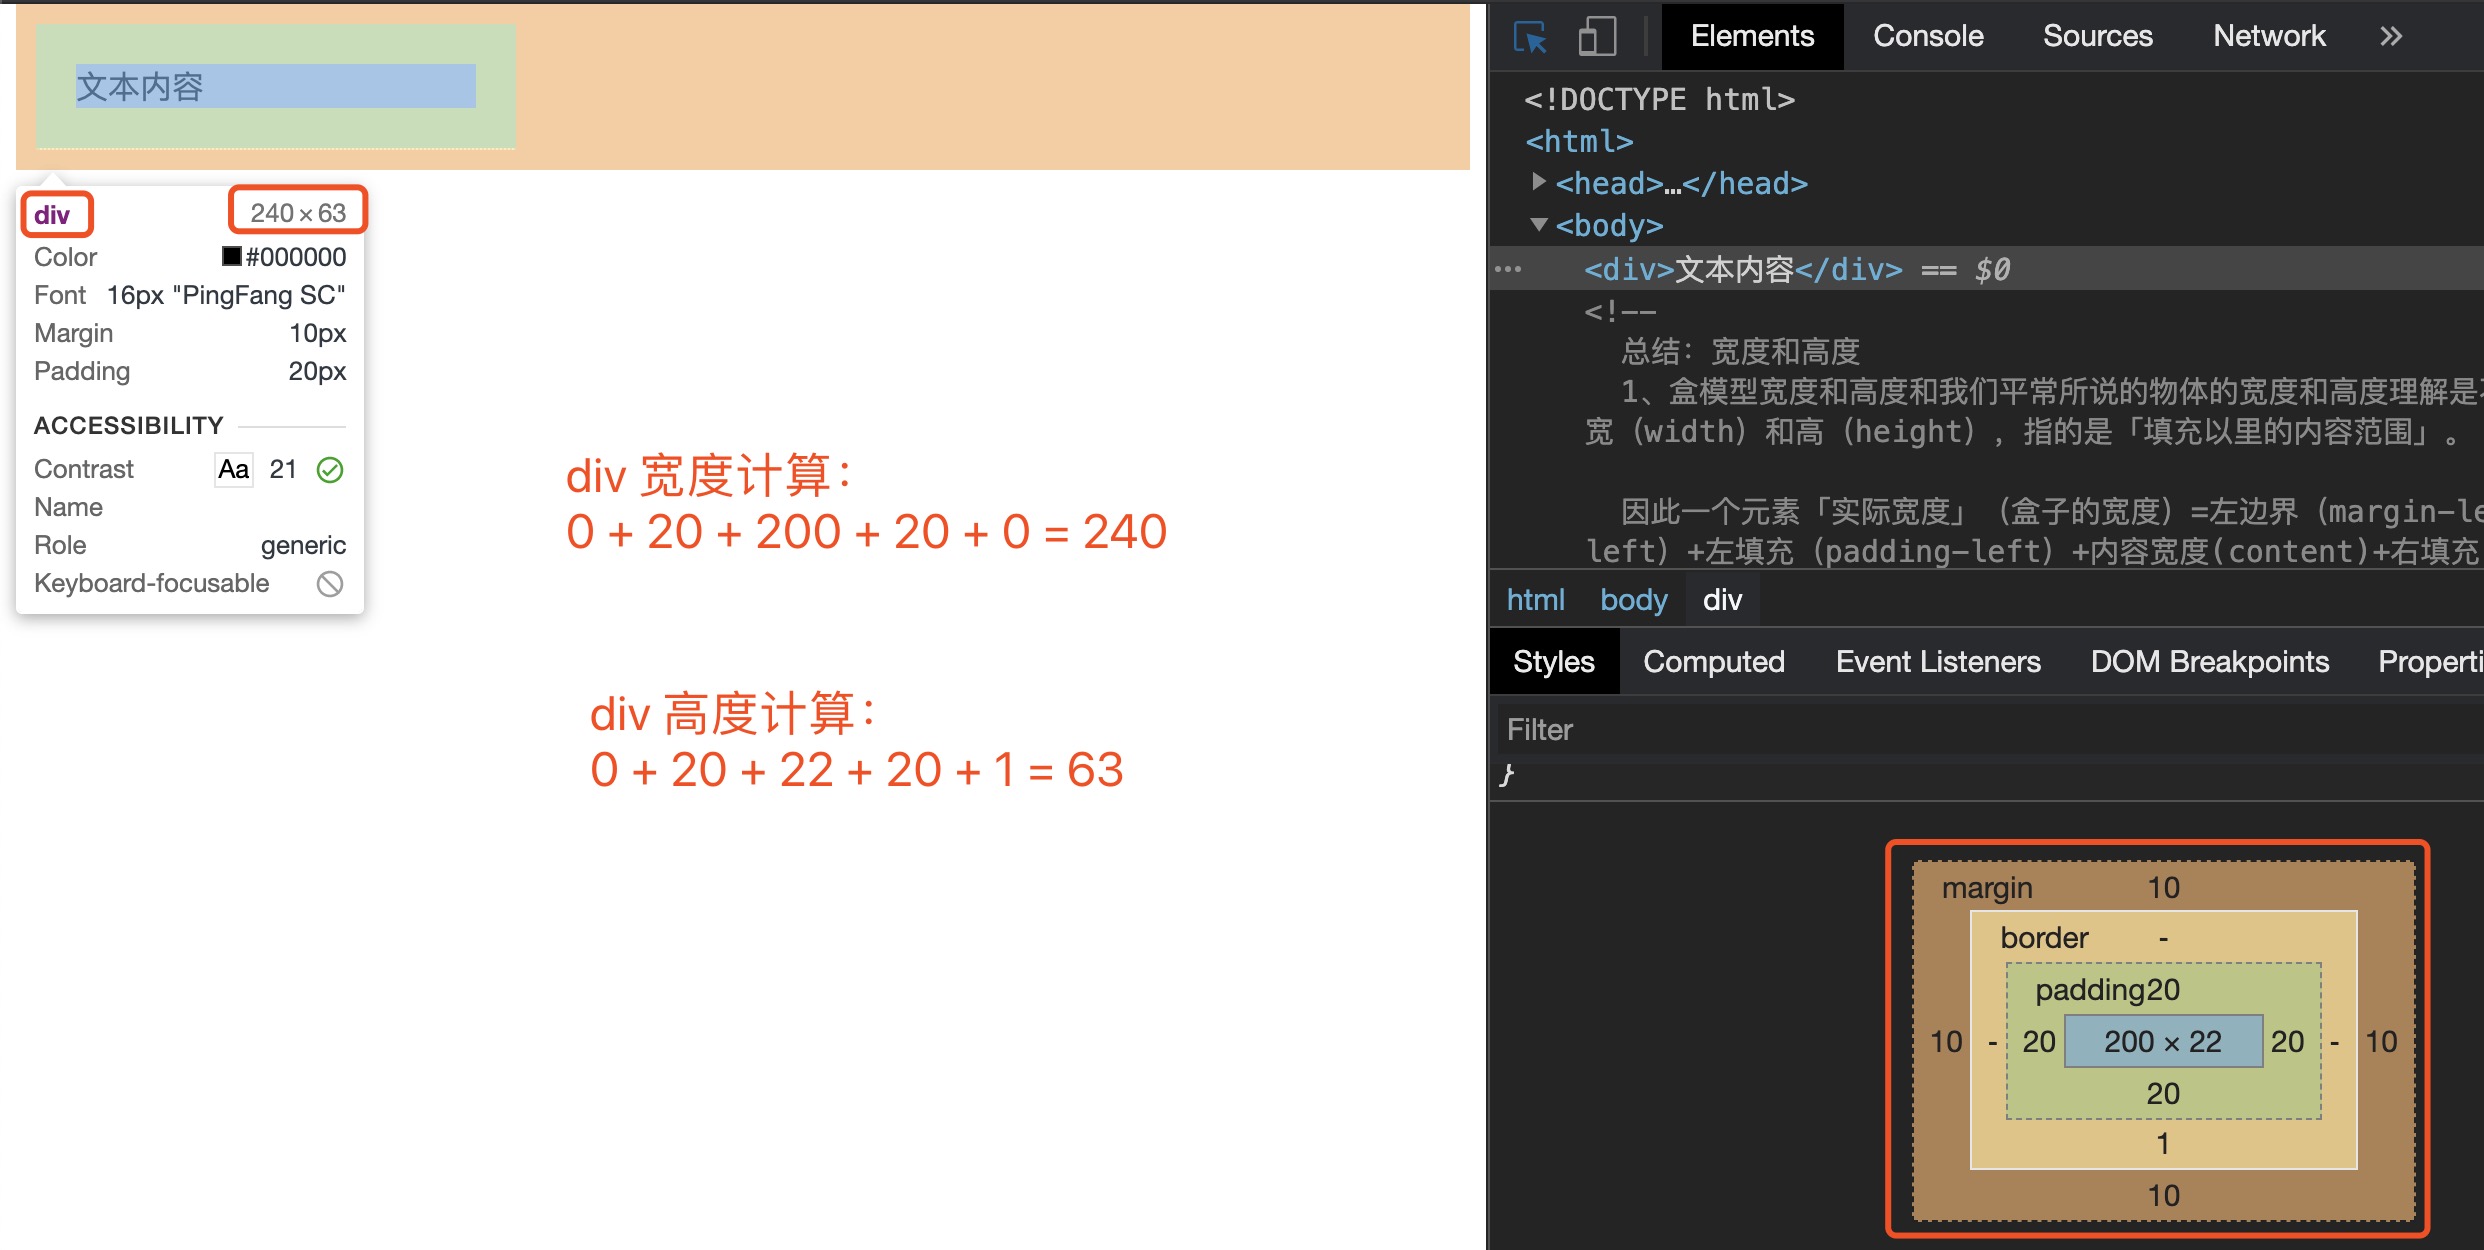 文本内容
div 240 × 63
Color #000000
Font 16px "PingFang SC"
Margin 10px
Padding 20px
ACCESSIBILITY
Contrast Aa 21
Name
Role generic
Keyboard-focusable
div 宽度计算：
0 + 20 + 200 + 20 + 0 = 240
div 高度计算：
0 + 20 + 22 + 20 + 1 = 63
Elements Console Sources Network »
<!DOCTYPE html>
<html>
<head>…</head>
<body>
<div>文本内容</div> == $0
<!--
总结：宽度和高度
1、盒模型宽度和高度和我们平常所说的物体的宽度和高度理解是
宽（width）和高（height），指的是「填充以里的内容范围」。
因此一个元素「实际宽度」（盒子的宽度）=左边界（margin-le
left）+左填充（padding-left）+内容宽度(content)+右填充
html body div
Styles Computed Event Listeners DOM Breakpoints Properti
Filter
}
margin 10
border -
padding20
10 - 20 200 × 22 20 - 10
20
1
10